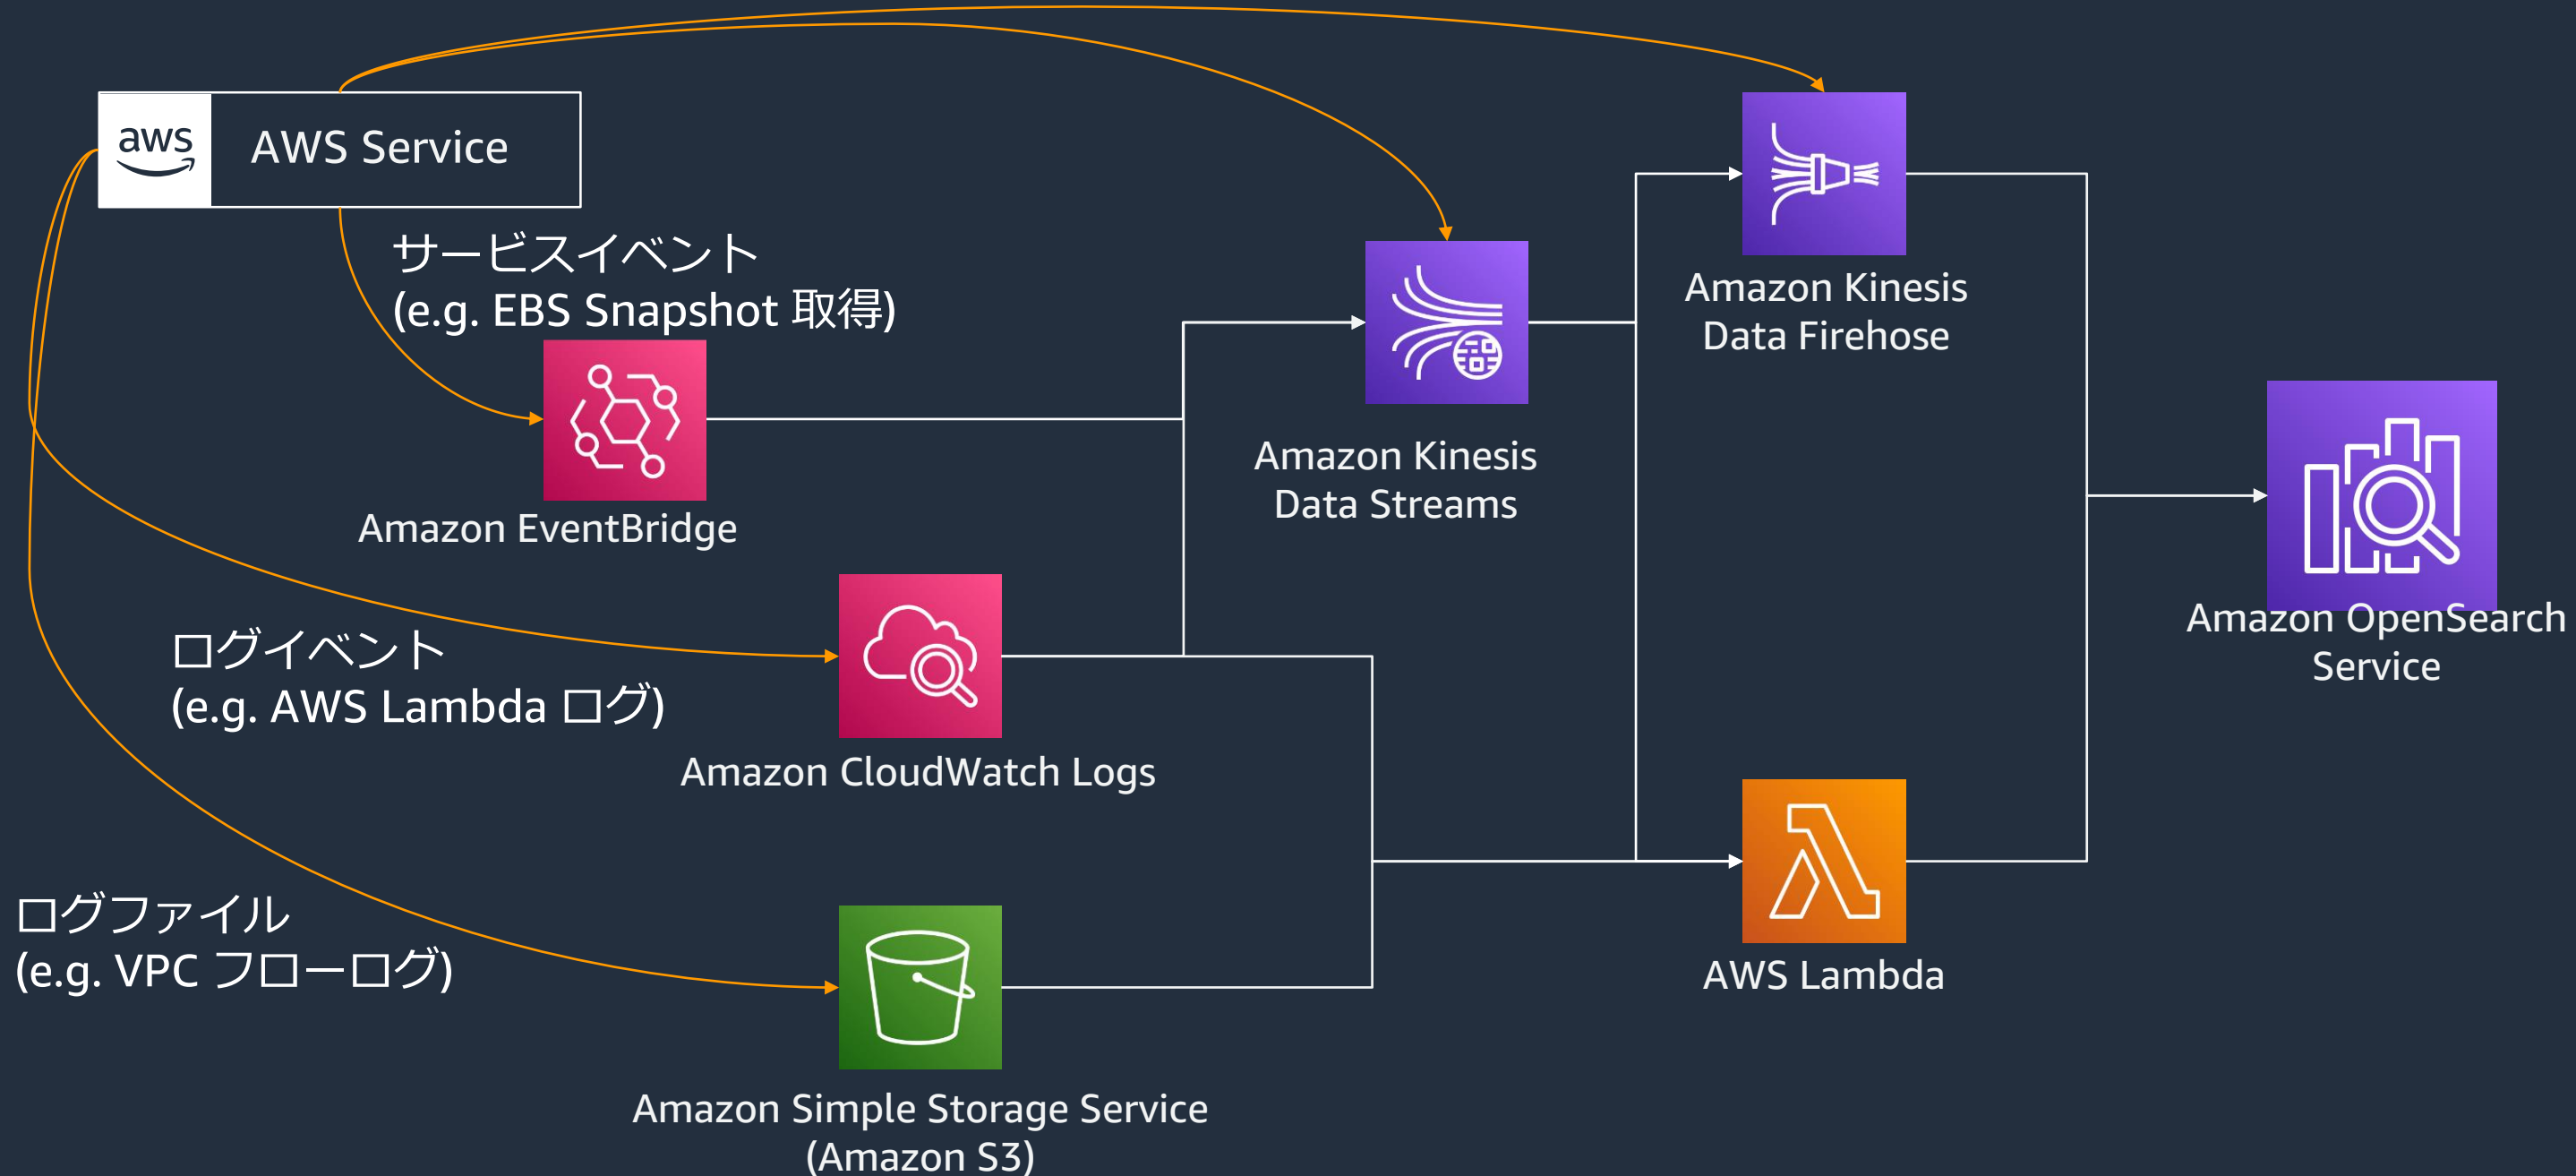 aws
AWS Service
サービスイベント
(e.g. EBS Snapshot 取得)
Amazon EventBridge
Amazon Kinesis
Data Streams
Amazon Kinesis
Data Firehose
Amazon OpenSearch
Service
ログイベント
(e.g. AWS Lambda ログ)
Amazon CloudWatch Logs
ログファイル
(e.g. VPC フローログ)
AWS Lambda
Amazon Simple Storage Service
(Amazon S3)